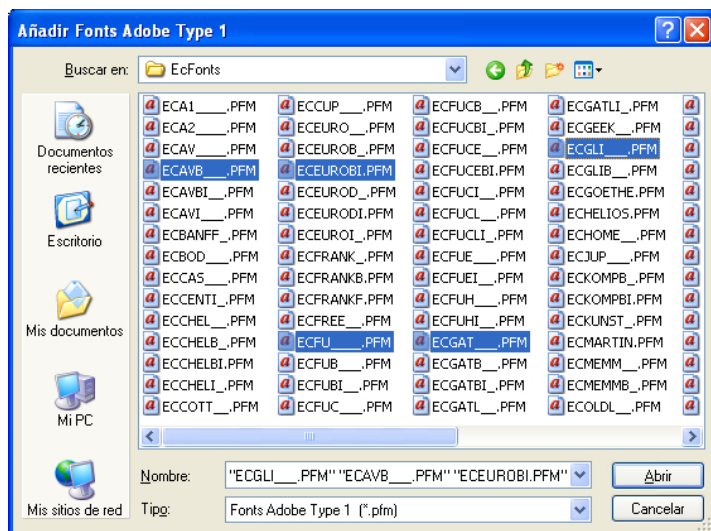 Añadir Fonts Adobe Type 1
Buscar en: EcFonts
ECA1____.PFM ECCUP___.PFM ECFUCB__.PFM ECGATLI_.PFM
ECA2____.PFM ECEURO__.PFM ECFUCBI_.PFM ECGEEK__.PFM
ECAV____.PFM ECEUROB_.PFM ECFUCE__.PFM ECGLI___.PFM
ECAVB___.PFM ECEUROBI.PFM ECFUCEBI.PFM ECGLIB__.PFM
ECAVBI__.PFM ECEUROD_.PFM ECFUCI__.PFM ECGOETHE.PFM
ECAVI___.PFM ECEURODI.PFM ECFUCL__.PFM ECHELIOS.PFM
ECBANFF_.PFM ECEUROI_.PFM ECFUCLI_.PFM ECHOME__.PFM
ECBOD___.PFM ECFRANK_.PFM ECFUE___.PFM ECJUP___.PFM
ECCAS___.PFM ECFRANKB.PFM ECFUEI__.PFM ECKOMPB_.PFM
ECCENTI_.PFM ECFRANKF.PFM ECFUH___.PFM ECKOMPBI.PFM
ECCHEL__.PFM ECFREE__.PFM ECFUHI__.PFM ECKUNST_.PFM
ECCHELB_.PFM ECFU____.PFM ECGAT___.PFM ECMARTIN.PFM
ECCHELBI.PFM ECFUB___.PFM ECGATB__.PFM ECMEMM__.PFM
ECCHELI_.PFM ECFUBI__.PFM ECGATBI_.PFM ECMEMMB_.PFM
ECCOTT__.PFM ECFUC___.PFM ECGATL__.PFM ECOLDL__.PFM
Documentos
recientes
Escritorio
Mis documentos
Mi PC
Mis sitios de red
Nombre: "ECGLI___.PFM" "ECAVB___.PFM" "ECEUROBI.PFM" Abrir
Tipo: Fonts Adobe Type 1 (*.pfm) Cancelar